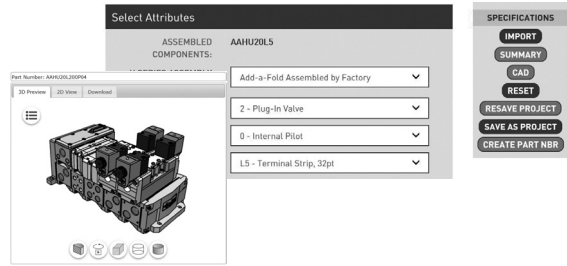 Select Attributes
ASSEMBLED
COMPONENTS:
AAHU20L5
Add-a-Fold Assembled by Factory
2 - Plug-In Valve
0 - Internal Pilot
L5 - Terminal Strip, 32pt
Part Number: AAHU20L200P04
3D Preview
2D View
Download
SPECIFICATIONS
IMPORT
SUMMARY
CAD
RESET
RESAVE PROJECT
SAVE AS PROJECT
CREATE PART NBR